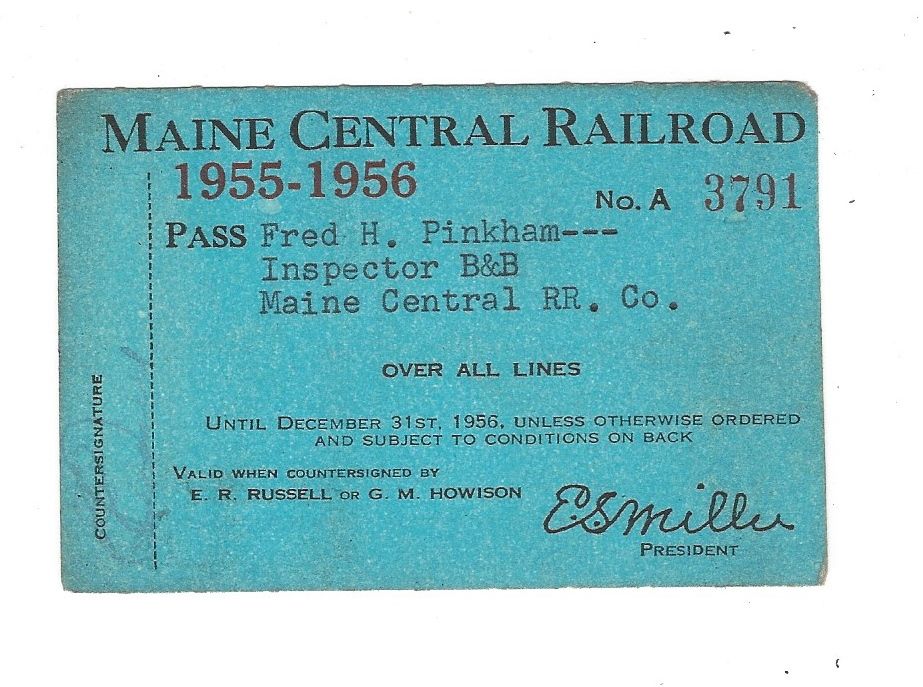 MAINE CENTRAL RAILROAD
1955-1956
No. A 3791
PASS Fred H. Pinkham---
Inspector B&B
Maine Central RR. Co.
OVER ALL LINES
UNTIL DECEMBER 31ST, 1956, UNLESS OTHERWISE ORDERED
AND SUBJECT TO CONDITIONS ON BACK
VALID WHEN COUNTERSIGNED BY
E. R. RUSSELL OR G. M. HOWISON
E S Miller
PRESIDENT
COUNTERSIGNATURE